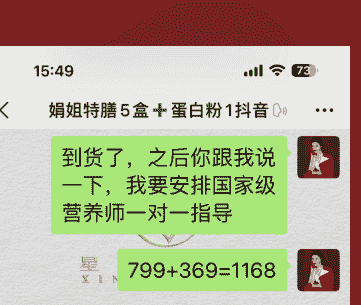 15:49
73
娟姐特膳5盒➕蛋白粉1抖音
到货了，之后你跟我说
一下，我要安排国家级
营养师一对一指导
799+369=1168